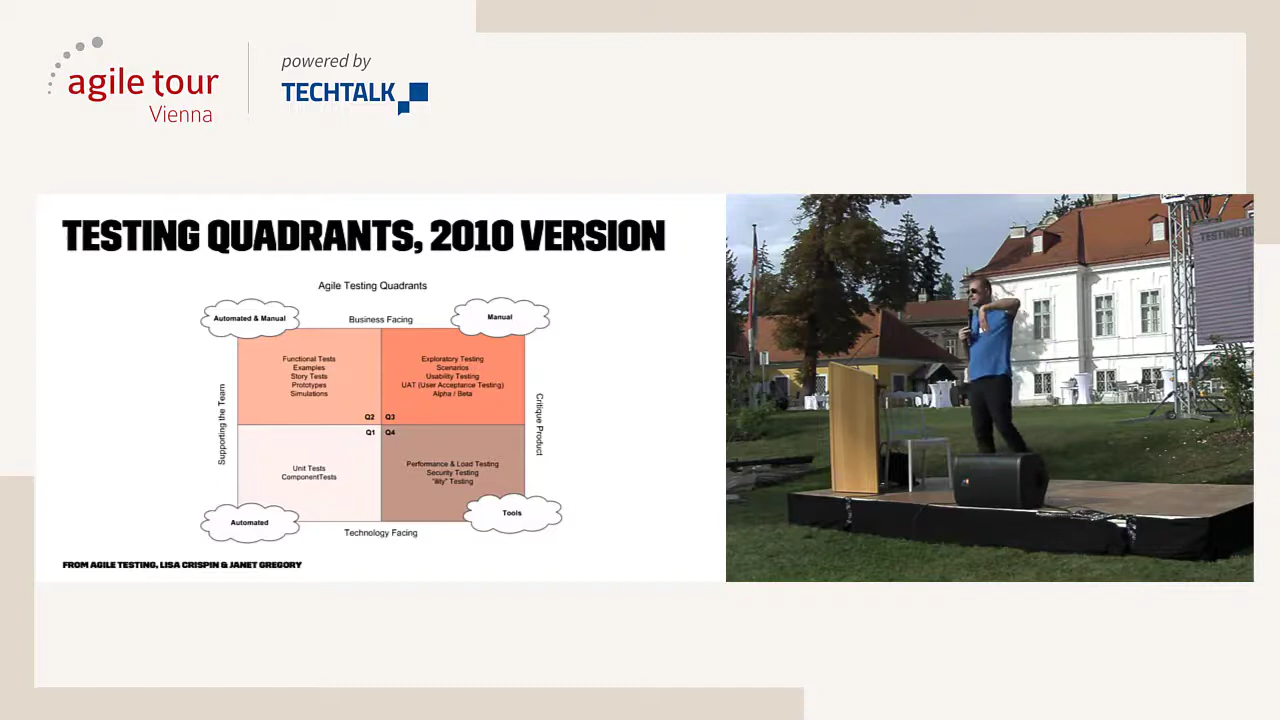 agile tour
Vienna
powered by
TECHTALK
TESTING QUADRANTS, 2010 VERSION
Agile Testing Quadrants
Automated & Manual
Business Facing
Manual
Functional Tests
Examples
Story Tests
Prototypes
Simulations
Exploratory Testing
Scenarios
Usability Testing
UAT (User Acceptance Testing)
Alpha / Beta
Supporting the Team
Critique Product
Q2
Q3
Q1
Q4
Unit Tests
ComponentTests
Performance & Load Testing
Security Testing
"ility" Testing
Automated
Technology Facing
Tools
FROM AGILE TESTING, LISA CRISPIN & JANET GREGORY
TESTING QU